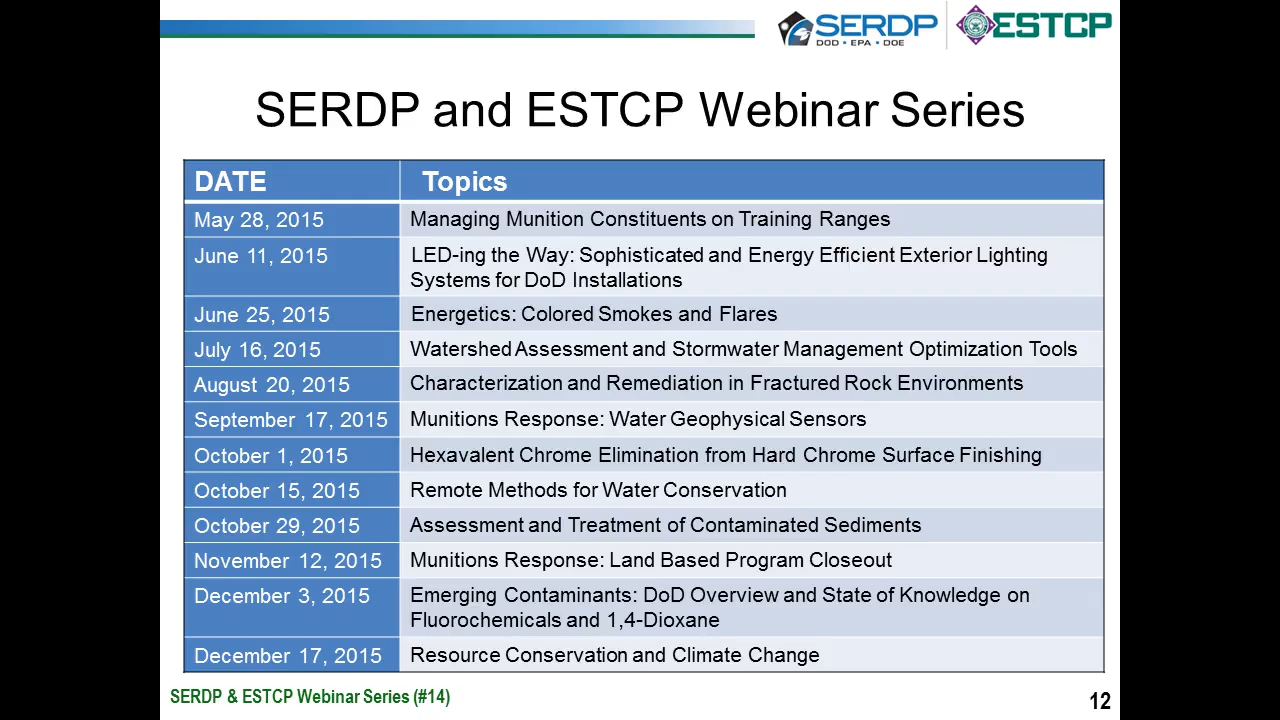 SERDP
DOD • EPA • DOE
ESTCP
SERDP and ESTCP Webinar Series
DATE Topics
May 28, 2015 Managing Munition Constituents on Training Ranges
June 11, 2015 LED-ing the Way: Sophisticated and Energy Efficient Exterior Lighting
Systems for DoD Installations
June 25, 2015 Energetics: Colored Smokes and Flares
July 16, 2015 Watershed Assessment and Stormwater Management Optimization Tools
August 20, 2015 Characterization and Remediation in Fractured Rock Environments
September 17, 2015 Munitions Response: Water Geophysical Sensors
October 1, 2015 Hexavalent Chrome Elimination from Hard Chrome Surface Finishing
October 15, 2015 Remote Methods for Water Conservation
October 29, 2015 Assessment and Treatment of Contaminated Sediments
November 12, 2015 Munitions Response: Land Based Program Closeout
December 3, 2015 Emerging Contaminants: DoD Overview and State of Knowledge on
Fluorochemicals and 1,4-Dioxane
December 17, 2015 Resource Conservation and Climate Change
SERDP & ESTCP Webinar Series (#14)
12